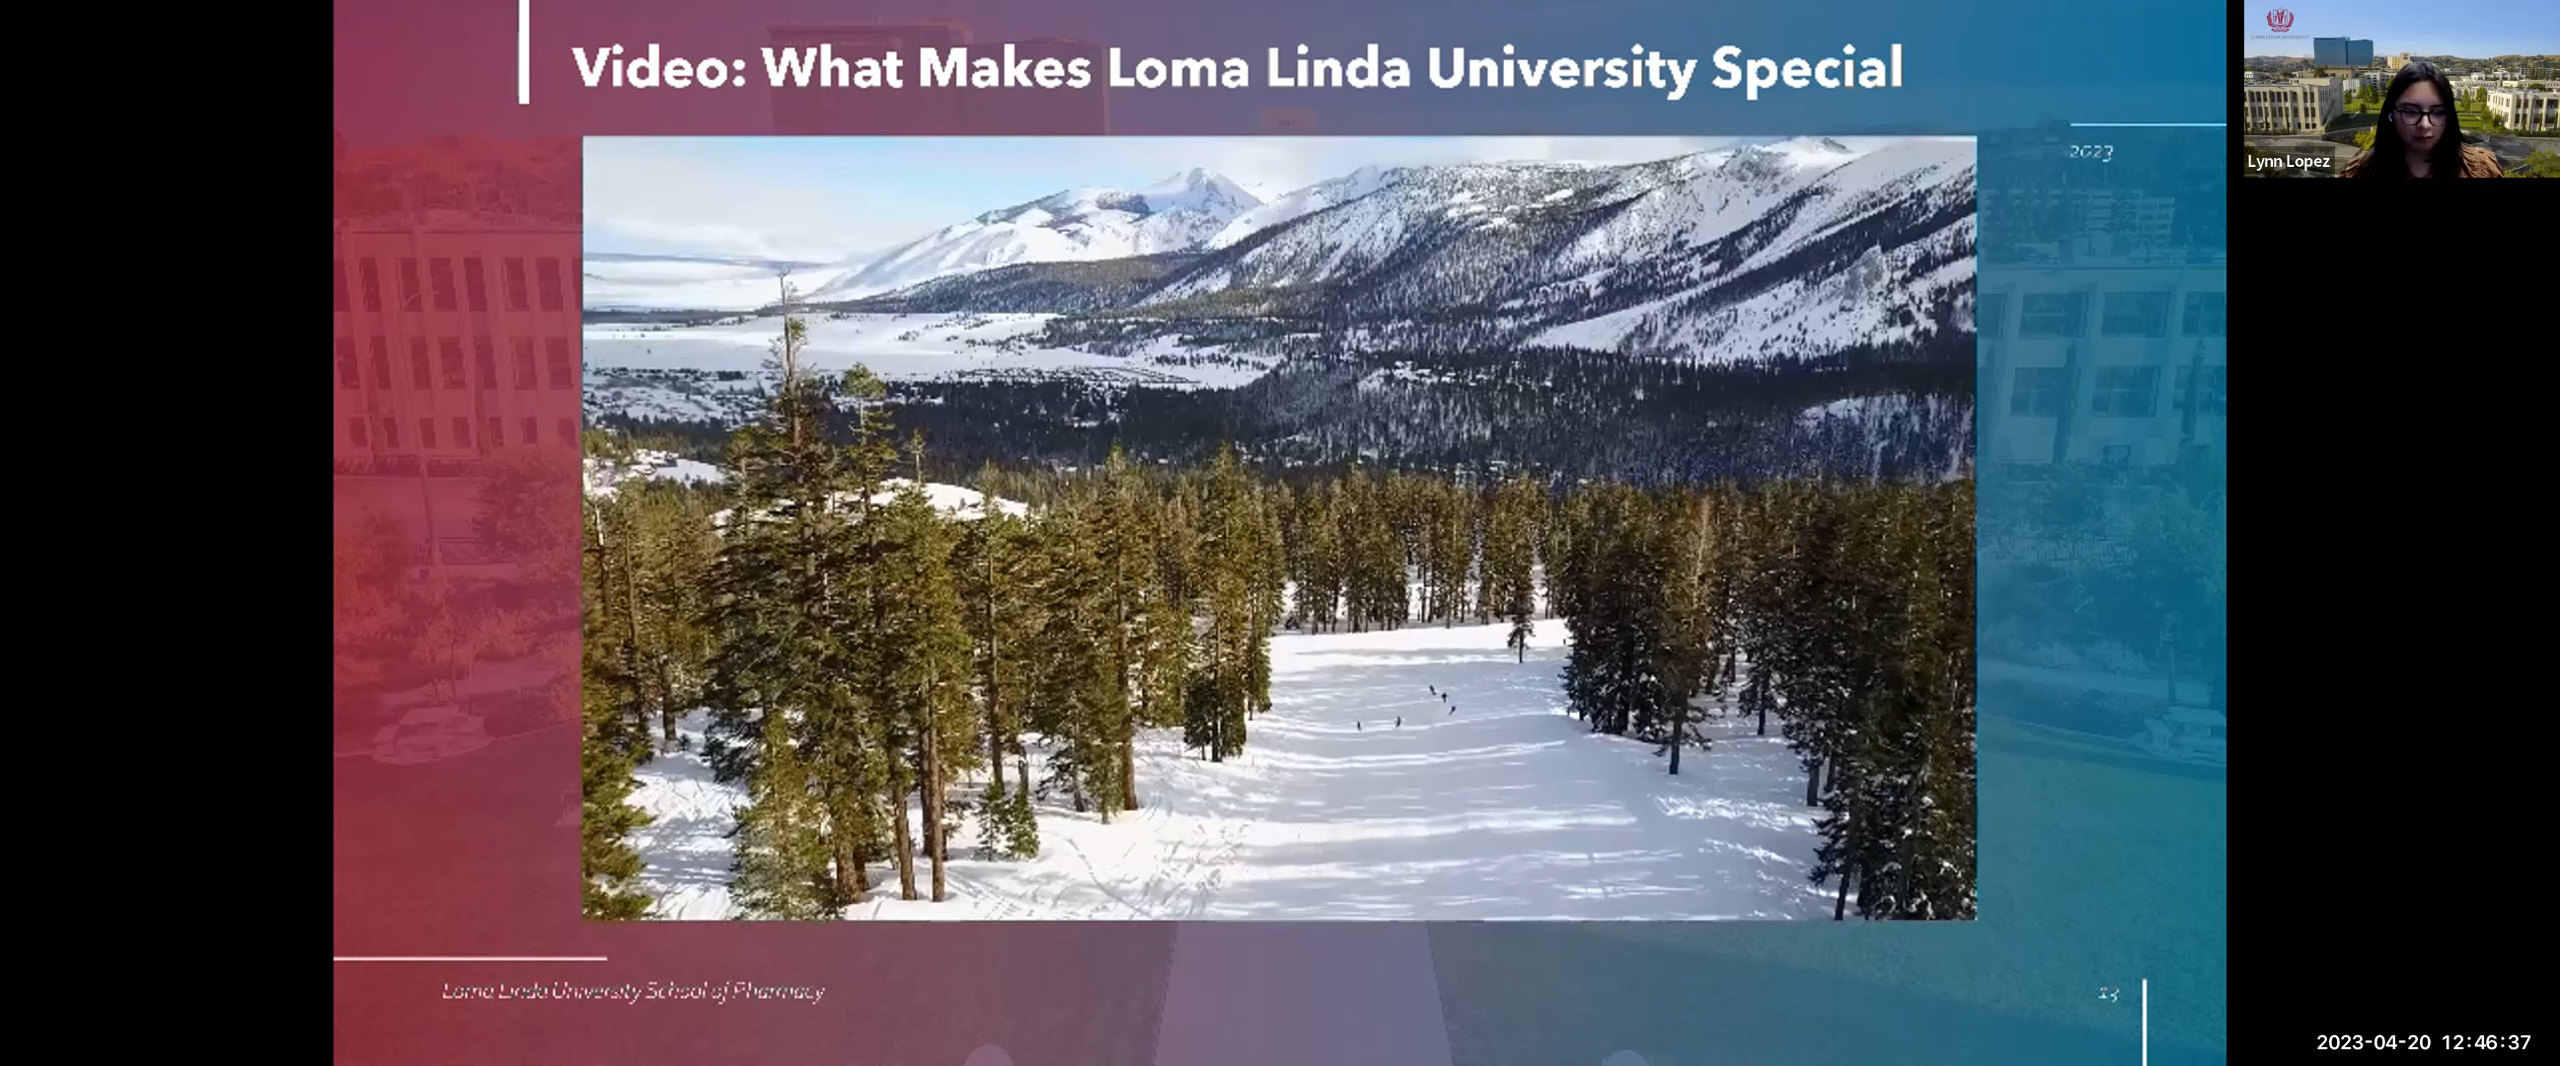 Video: What Makes Loma Linda University Special
2023
Lynn Lopez
Loma Linda University School of Pharmacy
13
2023-04-20 12:46:37